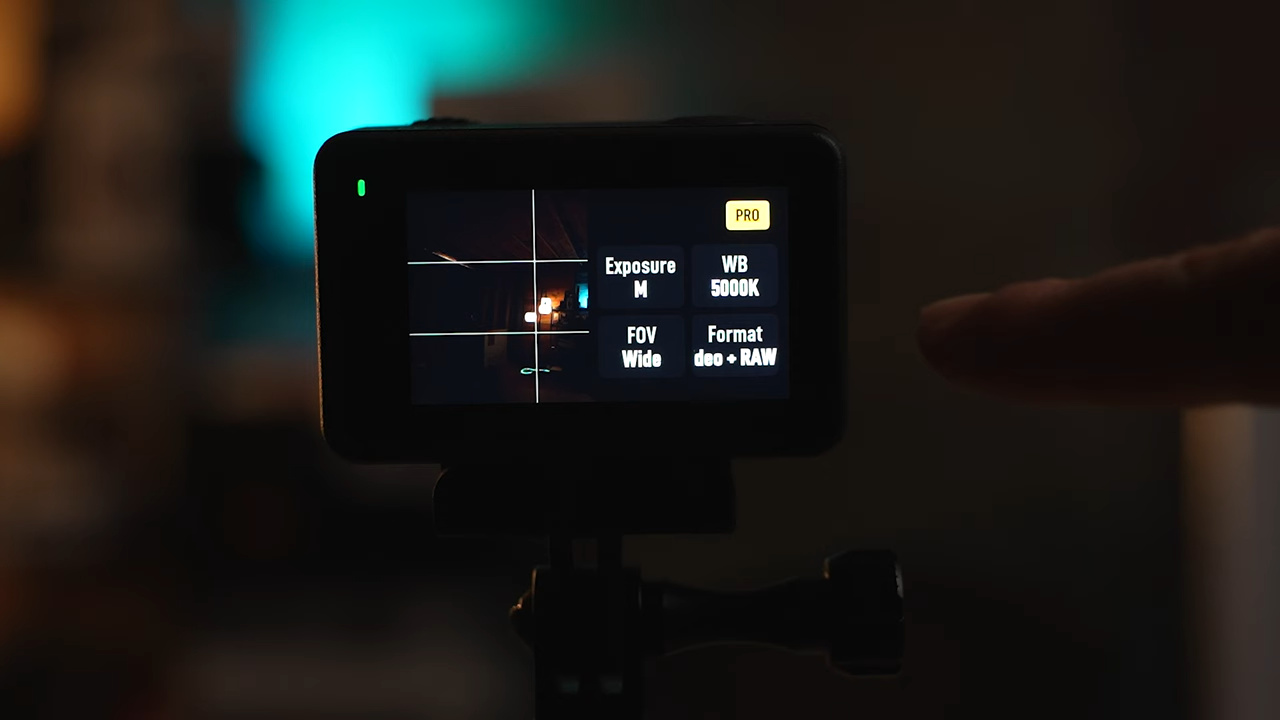 PRO
Exposure
M
WB
5000K
FOV
Wide
Format
deo + RAW